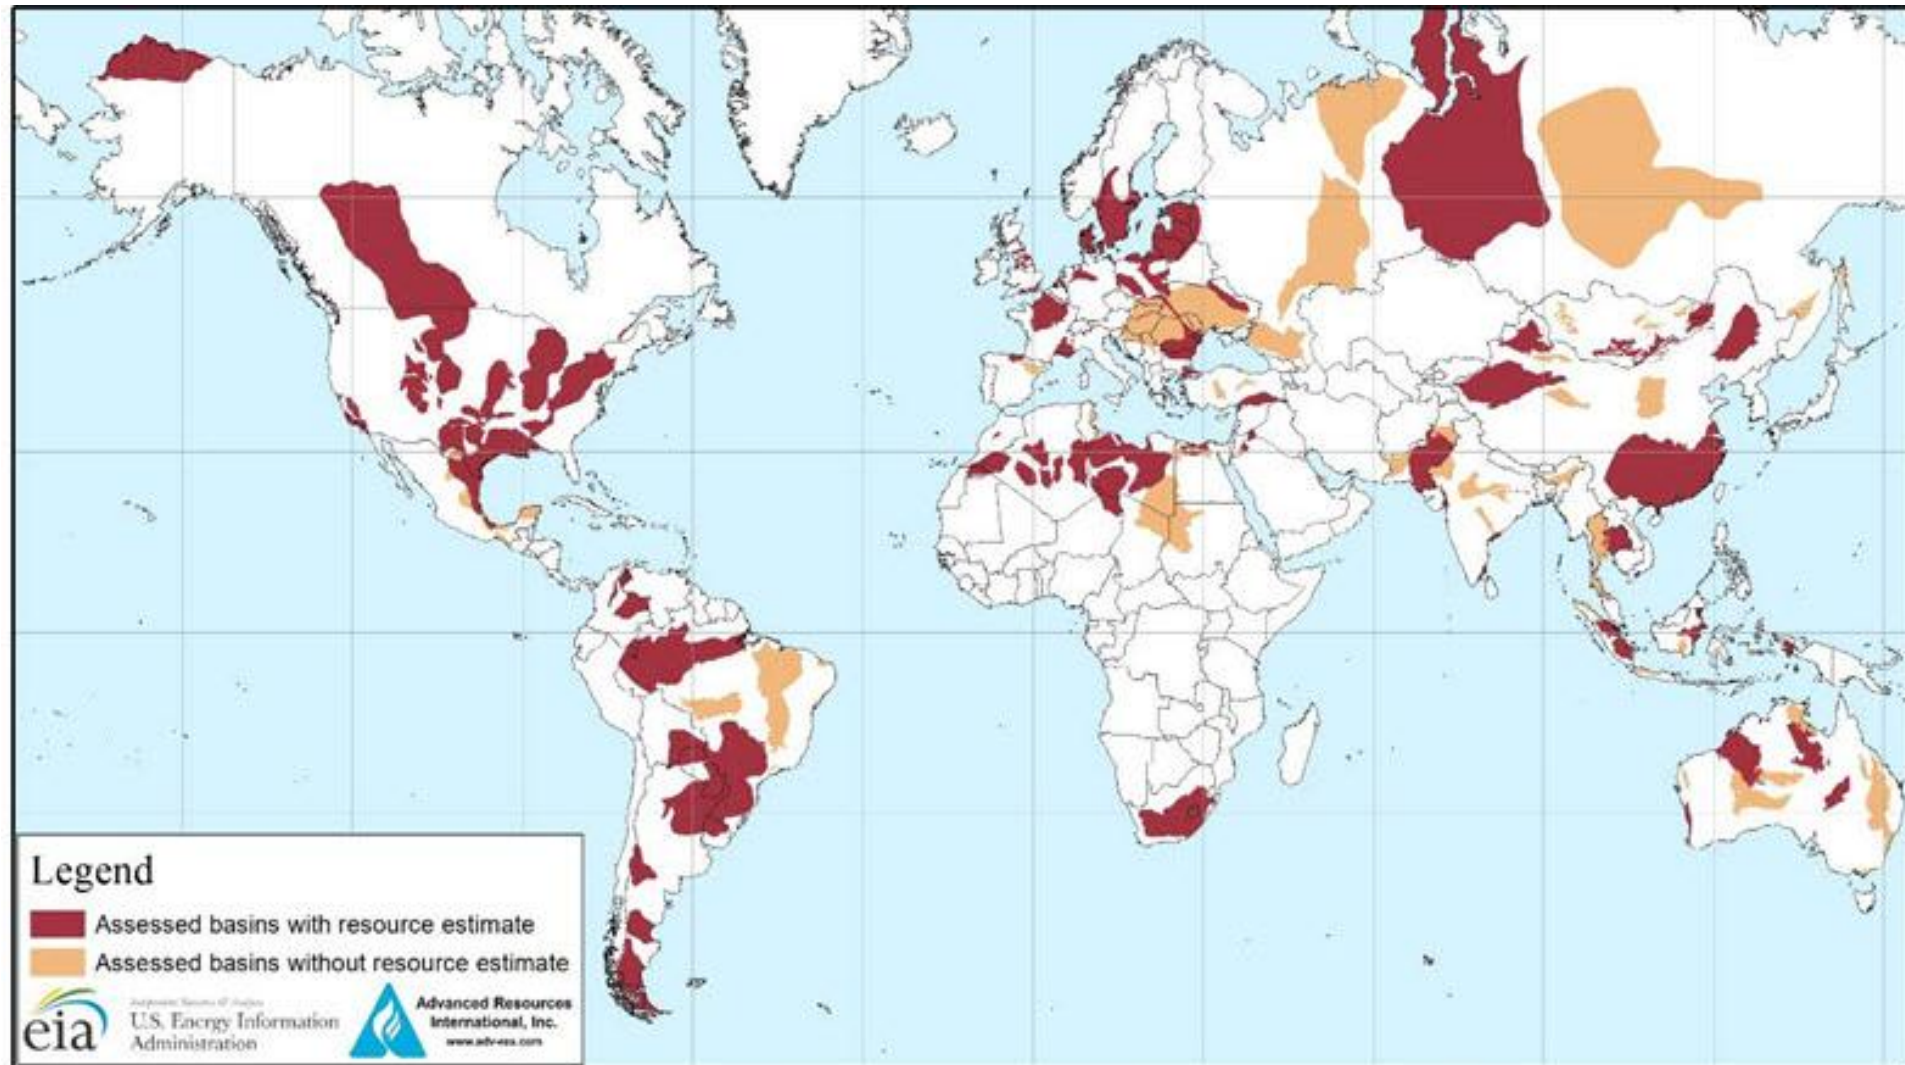 Legend
Assessed basins with resource estimate
Assessed basins without resource estimate
eia
U.S. Energy Information
Administration
Advanced Resources
International, Inc.
www.adv-res.com